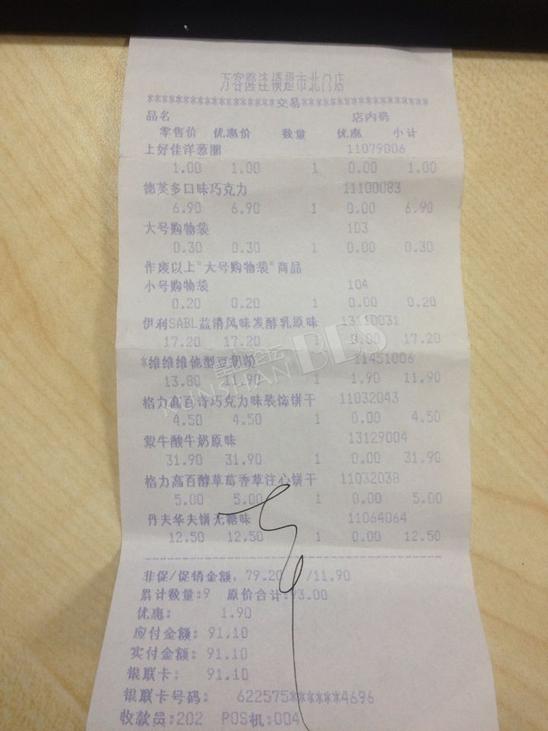 万客隆连锁超市北门店
******************交易******************
品名 店内码
零售价 优惠价 数量 优惠 小计
上好佳洋葱圈 11079006
1.00 1.00 1 0.00 1.00
德芙多口味巧克力 11100083
6.90 6.90 1 0.00 6.90
大号购物袋 103
0.30 0.30 1 0.00 0.30
作废以上"大号购物袋"商品
小号购物袋 104
0.20 0.20 1 0.00 0.20
伊利SABL蓝清风味发酵乳原味 13110031
17.20 17.20 1 0.00 17.20
*维维维他型豆奶粉 21451006
13.80 11.90 1 1.90 11.90
格力高百奇巧克力味装饰饼干 11032043
4.50 4.50 1 0.00 4.50
酸牛奶原味 13129004
31.90 31.90 1 0.00 31.90
格力高百醇草莓香草注心饼干 11032038
5.00 5.00 1 0.00 5.00
丹夫华夫饼无糖味 11064064
12.50 12.50 1 0.00 12.50
非促/促销金额:79.20 /11.90
累计数量:9 原价合计:93.00
优惠: 1.90
应付金额: 91.10
实付金额: 91.10
银联卡: 91.10
银联卡号码: 622575******4696
收款员:202 POS机:004